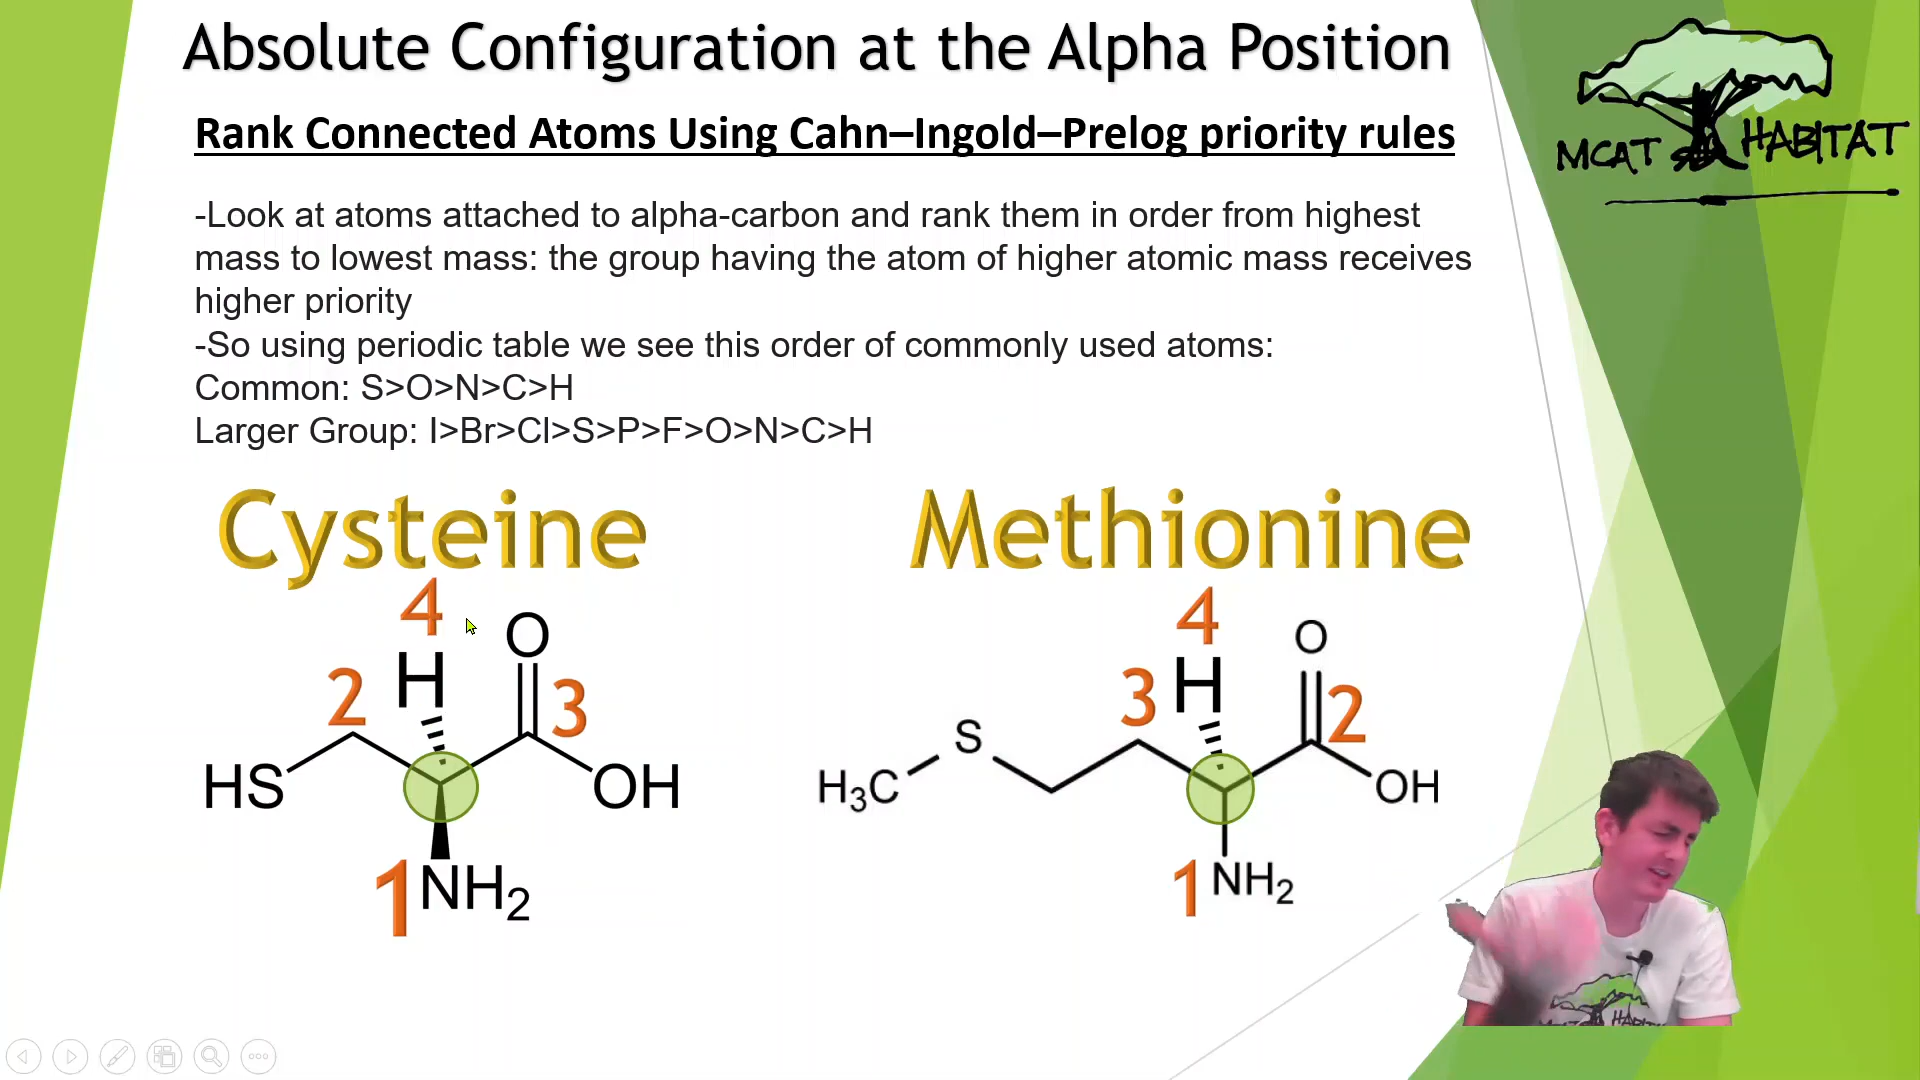 Absolute Configuration at the Alpha Position
MCAT HABITAT
Rank Connected Atoms Using Cahn–Ingold–Prelog priority rules
-Look at atoms attached to alpha-carbon and rank them in order from highest
mass to lowest mass: the group having the atom of higher atomic mass receives
higher priority
-So using periodic table we see this order of commonly used atoms:
Common: S>O>N>C>H
Larger Group: I>Br>Cl>S>P>F>O>N>C>H
Cysteine
4
O
2
H
3
HS
OH
1
NH2
Methionine
4
O
3
H
2
S
H3C
OH
1
NH2